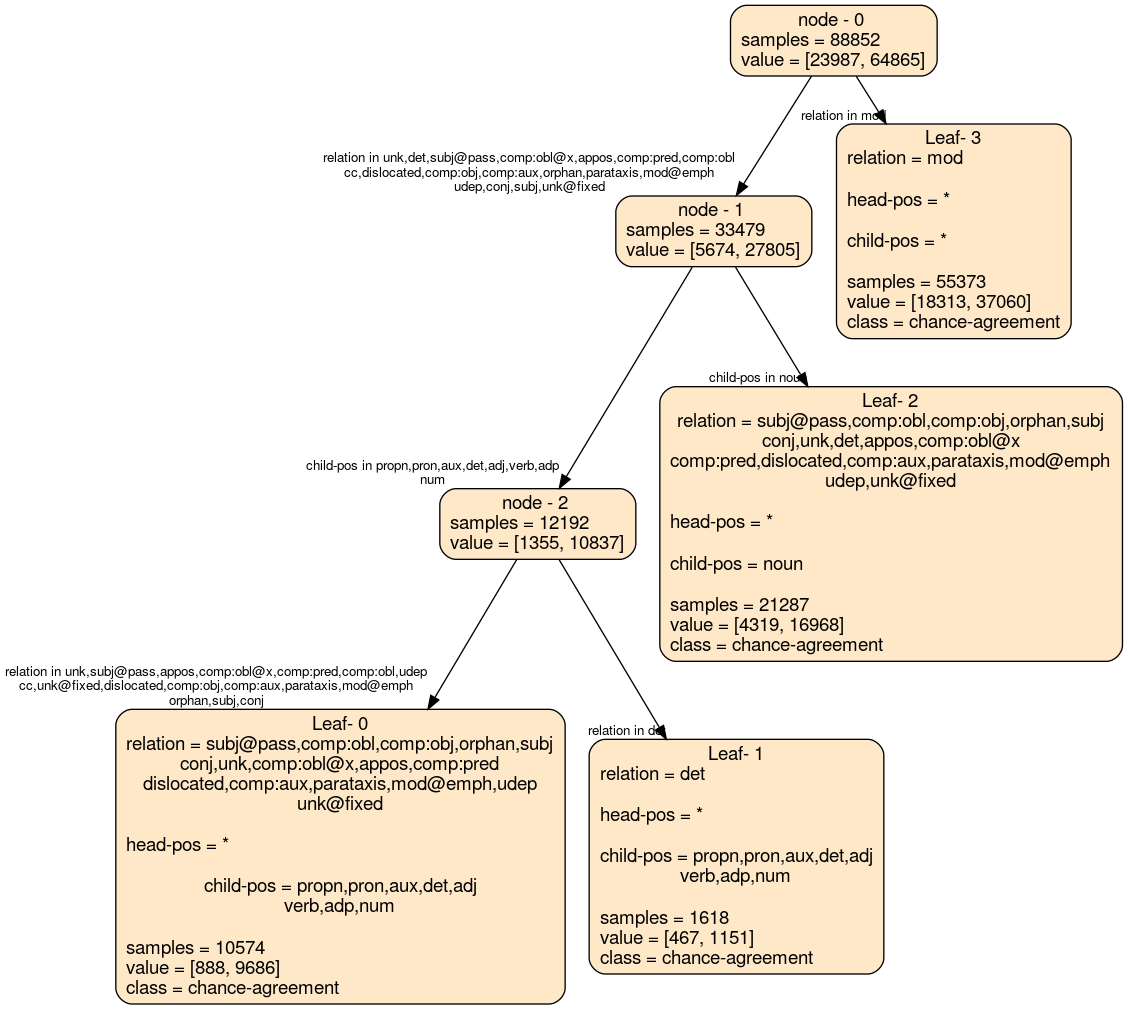 node - 0
samples = 88852
value = [23987, 64865]
relation in mod
Leaf- 3
relation = mod
head-pos = *
child-pos = *
samples = 55373
value = [18313, 37060]
class = chance-agreement
relation in unk,det,subj@pass,comp:obl@x,appos,comp:pred,comp:obl
cc,dislocated,comp:obj,comp:aux,orphan,parataxis,mod@emph
udep,conj,subj,unk@fixed
node - 1
samples = 33479
value = [5674, 27805]
child-pos in noun
Leaf- 2
relation = subj@pass,comp:obl,comp:obj,orphan,subj
conj,unk,det,appos,comp:obl@x
comp:pred,dislocated,comp:aux,parataxis,mod@emph
udep,unk@fixed
head-pos = *
child-pos = noun
samples = 21287
value = [4319, 16968]
class = chance-agreement
child-pos in propn,pron,aux,det,adj,verb,adp
num
node - 2
samples = 12192
value = [1355, 10837]
relation in unk,subj@pass,appos,comp:obl@x,comp:pred,comp:obl,udep
cc,unk@fixed,dislocated,comp:obj,comp:aux,parataxis,mod@emph
orphan,subj,conj
Leaf- 0
relation = subj@pass,comp:obl,comp:obj,orphan,subj
conj,unk,comp:obl@x,appos,comp:pred
dislocated,comp:aux,parataxis,mod@emph,udep
unk@fixed
head-pos = *
child-pos = propn,pron,aux,det,adj
verb,adp,num
samples = 10574
value = [888, 9686]
class = chance-agreement
relation in det
Leaf- 1
relation = det
head-pos = *
child-pos = propn,pron,aux,det,adj
verb,adp,num
samples = 1618
value = [467, 1151]
class = chance-agreement